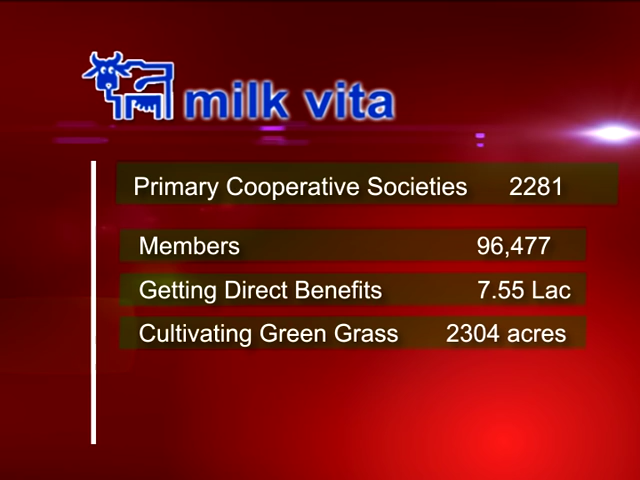 milk vita
Primary Cooperative Societies 2281
Members 96,477
Getting Direct Benefits 7.55 Lac
Cultivating Green Grass 2304 acres